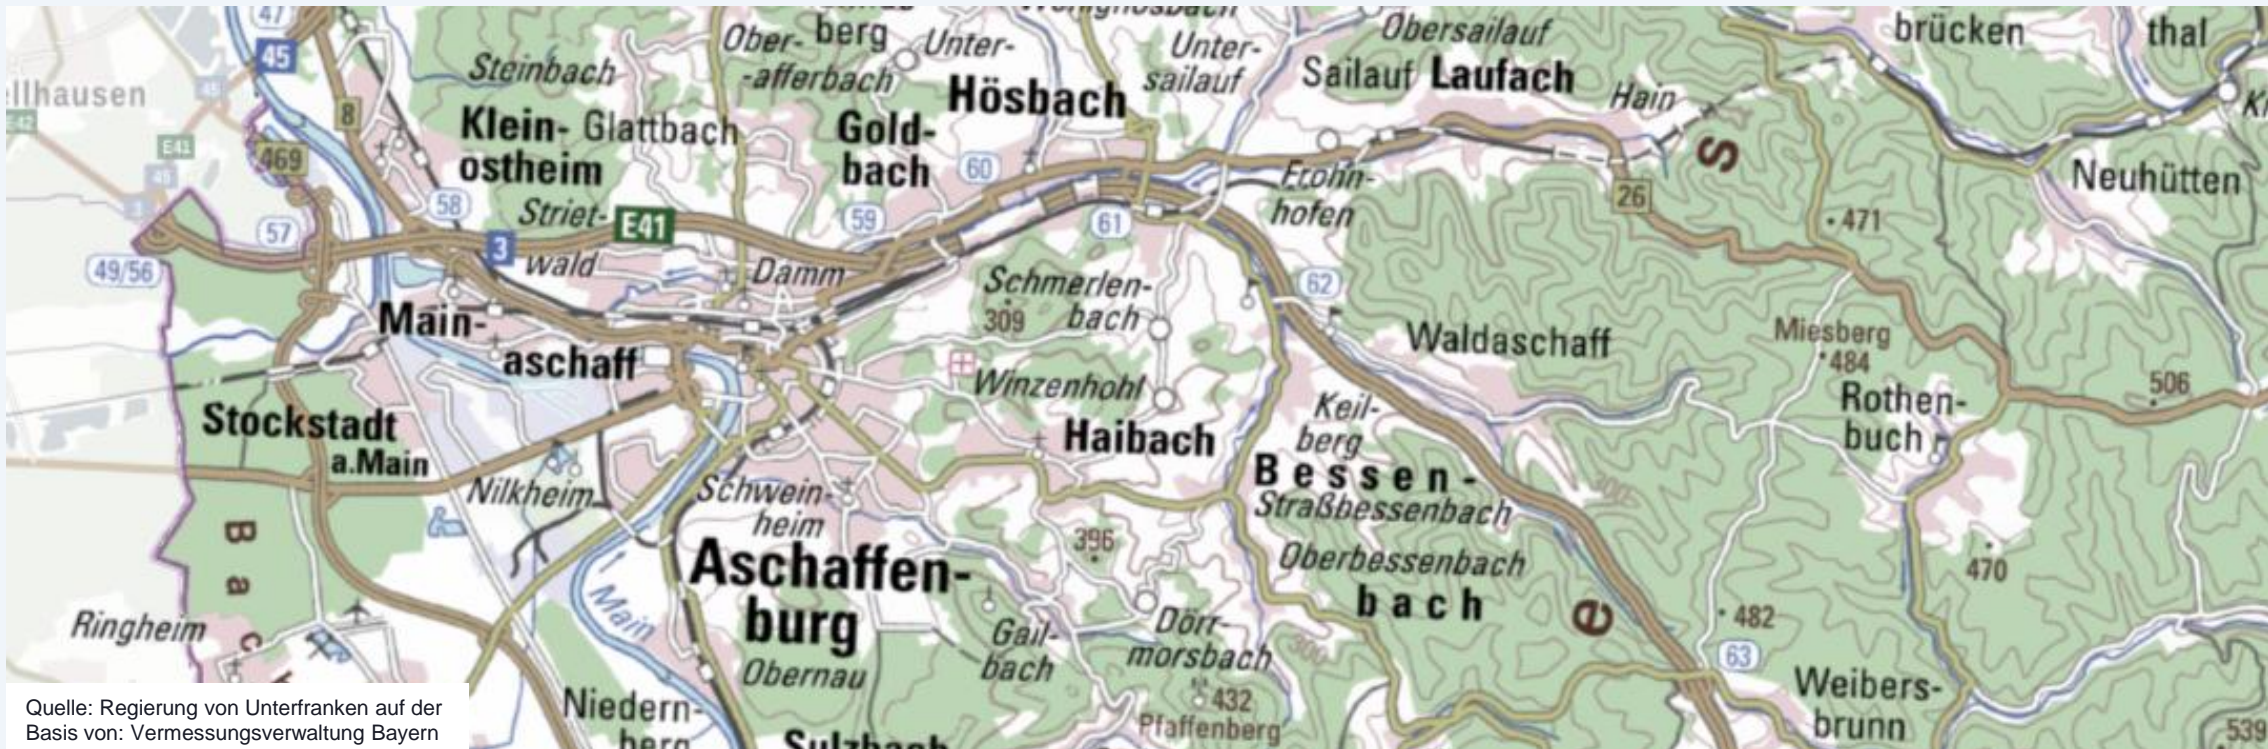 47
45
ellhausen
E41
45
49/56
8
469
57
58
Steinbach
Klein-
ostheim
Glattbach
Striet-
wald
3
E41
Ober-
-afferbach
berg
Unter-
Gold-
bach
Hösbach
Unter-
sailauf
59
60
61
Damm
Obersailauf
Sailauf
Laufach
Hain
Frohn-
hofen
26
S
471
brücken
thal
Neuhütten
62
Schmerlen-
309
bach
Winzenhohl
Haibach
Waldaschaff
Miesberg
484
Rothen-
buch
506
Main-
aschaff
Stockstadt
a.Main
Nilkheim
Schwein-
heim
Aschaffen-
burg
Obernau
Main
Keil-
berg
Bessen-
Straßbessenbach
Oberbessenbach
bach
396
Gail-
bach
Dörr-
morsbach
432
Pfaffenberg
e
482
63
470
Weibers-
brunn
539
B
a
c
Ringheim
Niedern-
berg
Sulzbach
Quelle: Regierung von Unterfranken auf der
Basis von: Vermessungsverwaltung Bayern